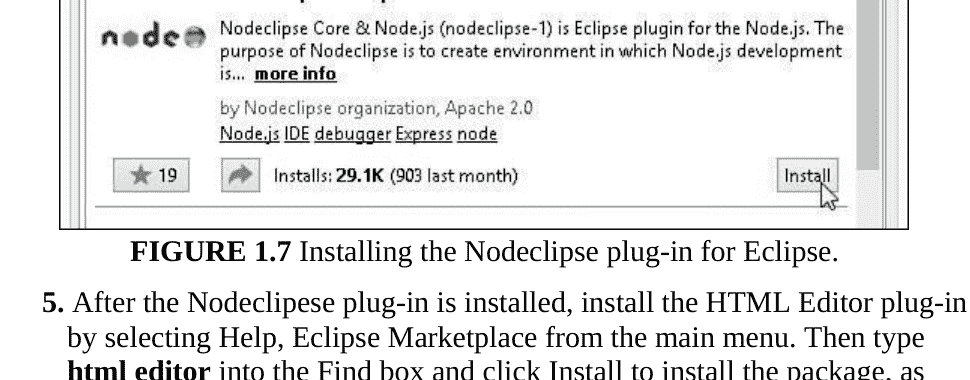 node
Nodeclipse Core & Node.js (nodeclipse-1) is Eclipse plugin for the Node.js. The
purpose of Nodeclipse is to create environment in which Node.js development
is... more info
by Nodeclipse organization, Apache 2.0
Node.js IDE debugger Express node
19 Installs: 29.1K (903 last month) Install
FIGURE 1.7 Installing the Nodeclipse plug-in for Eclipse.
5. After the Nodeclipese plug-in is installed, install the HTML Editor plug-in
by selecting Help, Eclipse Marketplace from the main menu. Then type
html editor into the Find box and click Install to install the package, as